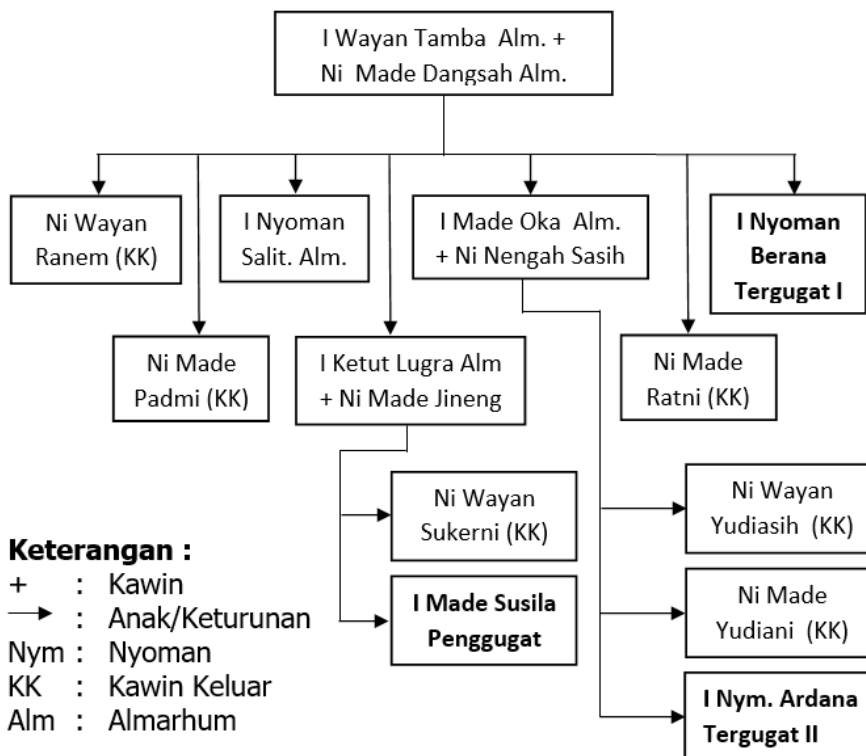 I Wayan Tamba Alm. +
Ni Made Dangsah Alm.
Ni Wayan
Ranem (KK)
I Nyoman
Salit. Alm.
I Made Oka Alm.
+ Ni Nengah Sasih
I Nyoman
Berana
Tergugat I
Ni Made
Padmi (KK)
I Ketut Lugra Alm
+ Ni Made Jineng
Ni Made
Ratni (KK)
Ni Wayan
Sukerni (KK)
Ni Wayan
Yudiasih (KK)
I Made Susila
Penggugat
Ni Made
Yudiani (KK)
I Nym. Ardana
Tergugat II
Keterangan :
+ : Kawin
→ : Anak/Keturunan
Nym : Nyoman
KK : Kawin Keluar
Alm : Almarhum